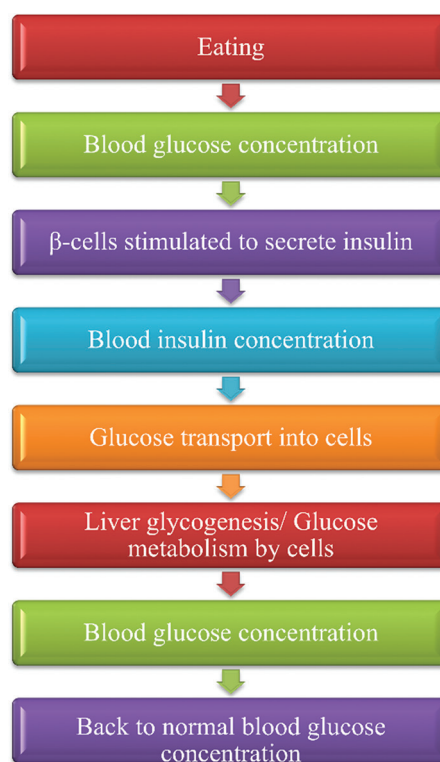 Eating
Blood glucose concentration
β-cells stimulated to secrete insulin
Blood insulin concentration
Glucose transport into cells
Liver glycogenesis/ Glucose
metabolism by cells
Blood glucose concentration
Back to normal blood glucose
concentration